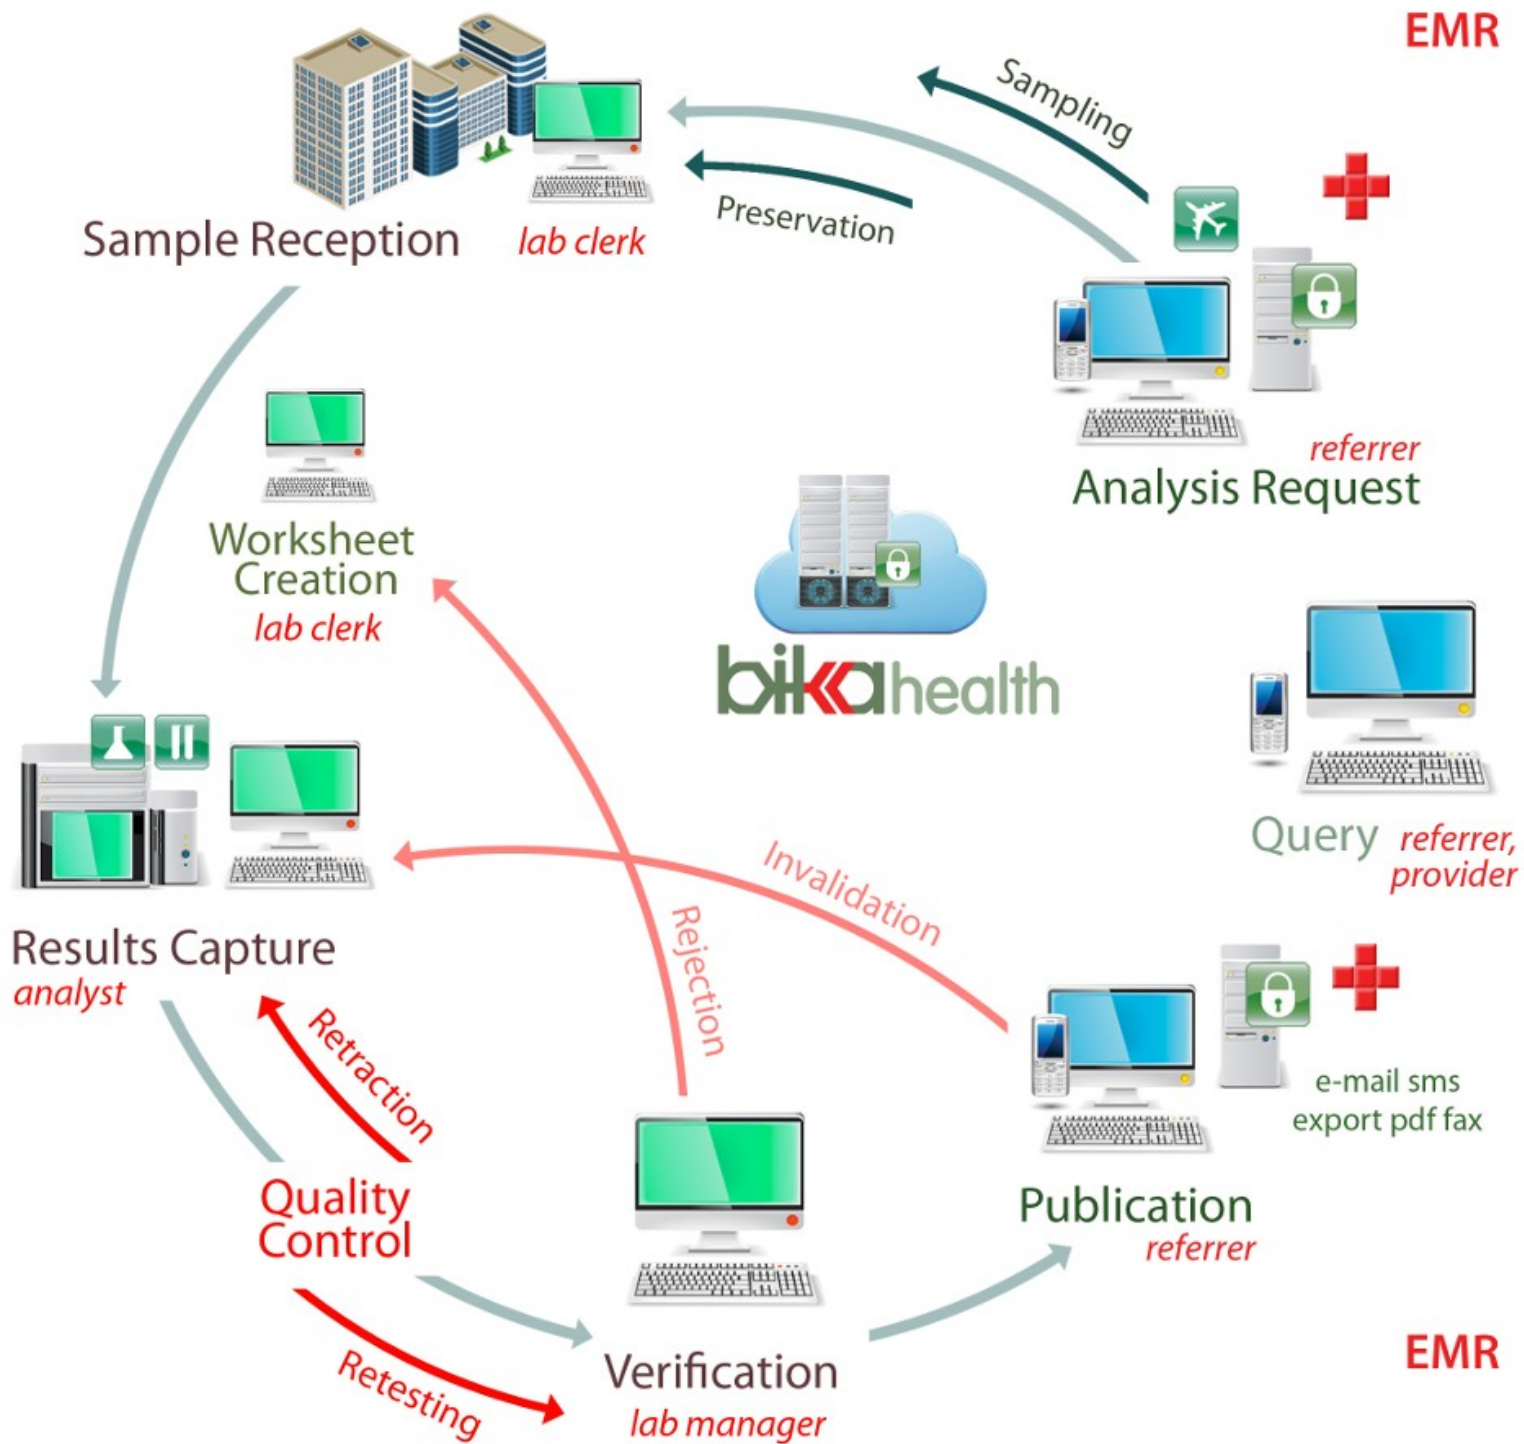 EMR
Sampling
Preservation
Sample Reception
lab clerk
referrer
Analysis Request
Worksheet
Creation
lab clerk
bikahealth
Query
referrer,
provider
Invalidation
Rejection
Results Capture
analyst
Retraction
e-mail sms
export pdf fax
Quality
Control
Publication
referrer
Retesting
Verification
lab manager
EMR